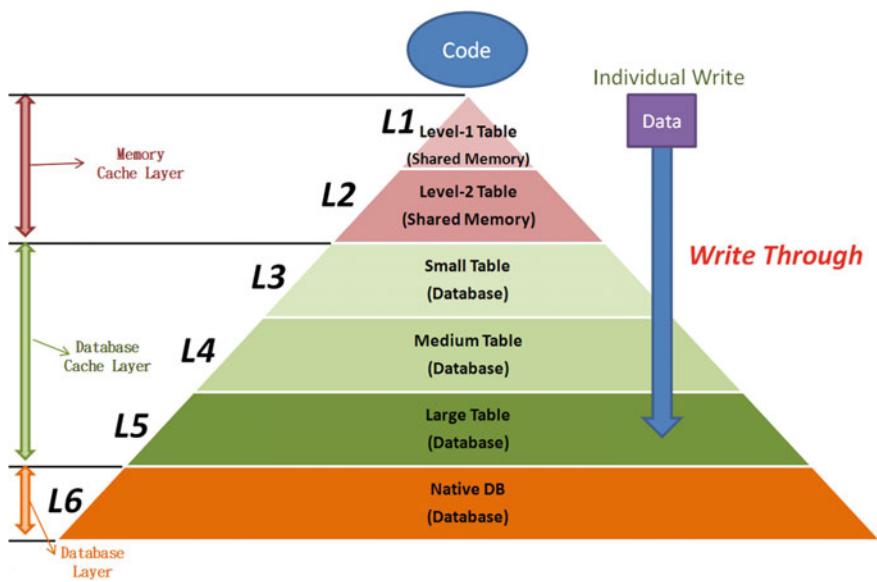 Code
Individual Write
Data
L1
Level-1 Table
(Shared Memory)
Memory
Cache Layer
L2
Level-2 Table
(Shared Memory)
Write Through
L3
Small Table
(Database)
L4
Medium Table
(Database)
Database
Cache Layer
L5
Large Table
(Database)
L6
Native DB
(Database)
Database
Layer